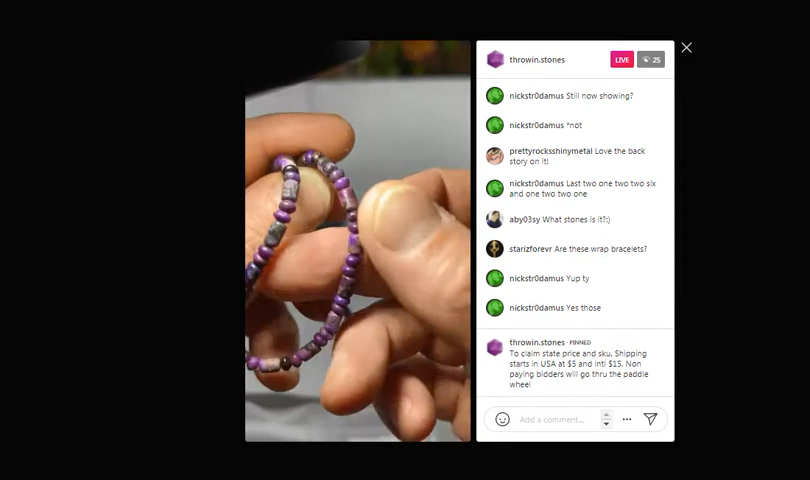 throwin.stones LIVE 25
nickstr0damus Still now showing?
nickstr0damus *not
prettyrocksshinymetal Love the back
story on it!
nickstr0damus Last two one two two six
and one two two one
aby03sy What stones is it?:)
starizforevr Are these wrap bracelets?
nickstr0damus Yup ty
nickstr0damus Yes those
throwin.stones · PINNED
To claim state price and sku. Shipping
starts in USA at $5 and intl $15. Non
paying bidders will go thru the paddle
wheel
Add a comment...